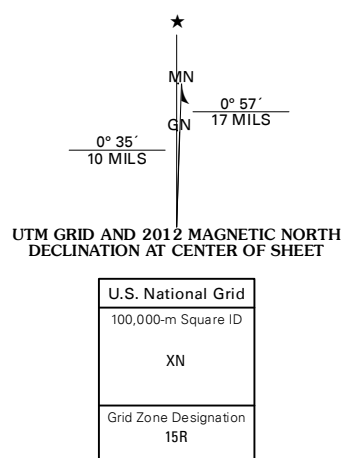 ★
MN
0° 57´
17 MILS
GN
0° 35´
10 MILS
UTM GRID AND 2012 MAGNETIC NORTH
DECLINATION AT CENTER OF SHEET
U.S. National Grid
100,000-m Square ID
XN
Grid Zone Designation
15R